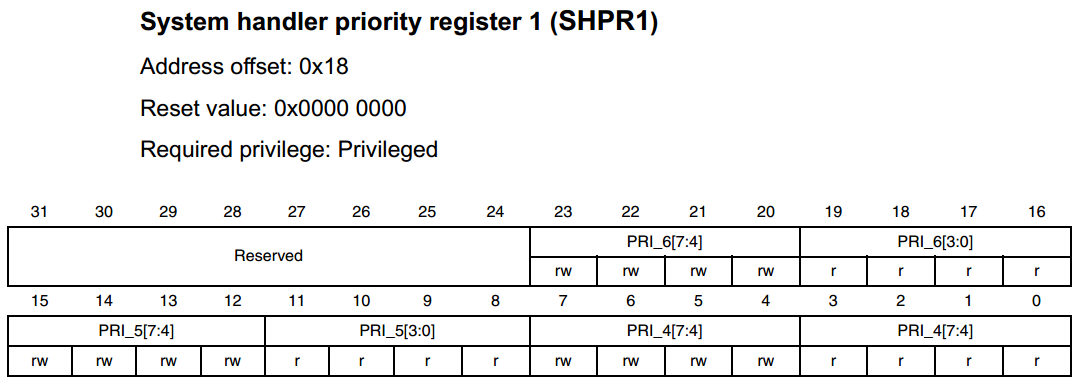 System handler priority register 1 (SHPR1)
Address offset: 0x18
Reset value: 0x0000 0000
Required privilege: Privileged
31 30 29 28 27 26 25 24 23 22 21 20 19 18 17 16
Reserved PRI_6[7:4] PRI_6[3:0]
rw rw rw rw r r r r
15 14 13 12 11 10 9 8 7 6 5 4 3 2 1 0
PRI_5[7:4] PRI_5[3:0] PRI_4[7:4] PRI_4[7:4]
rw rw rw rw r r r r rw rw rw rw r r r r